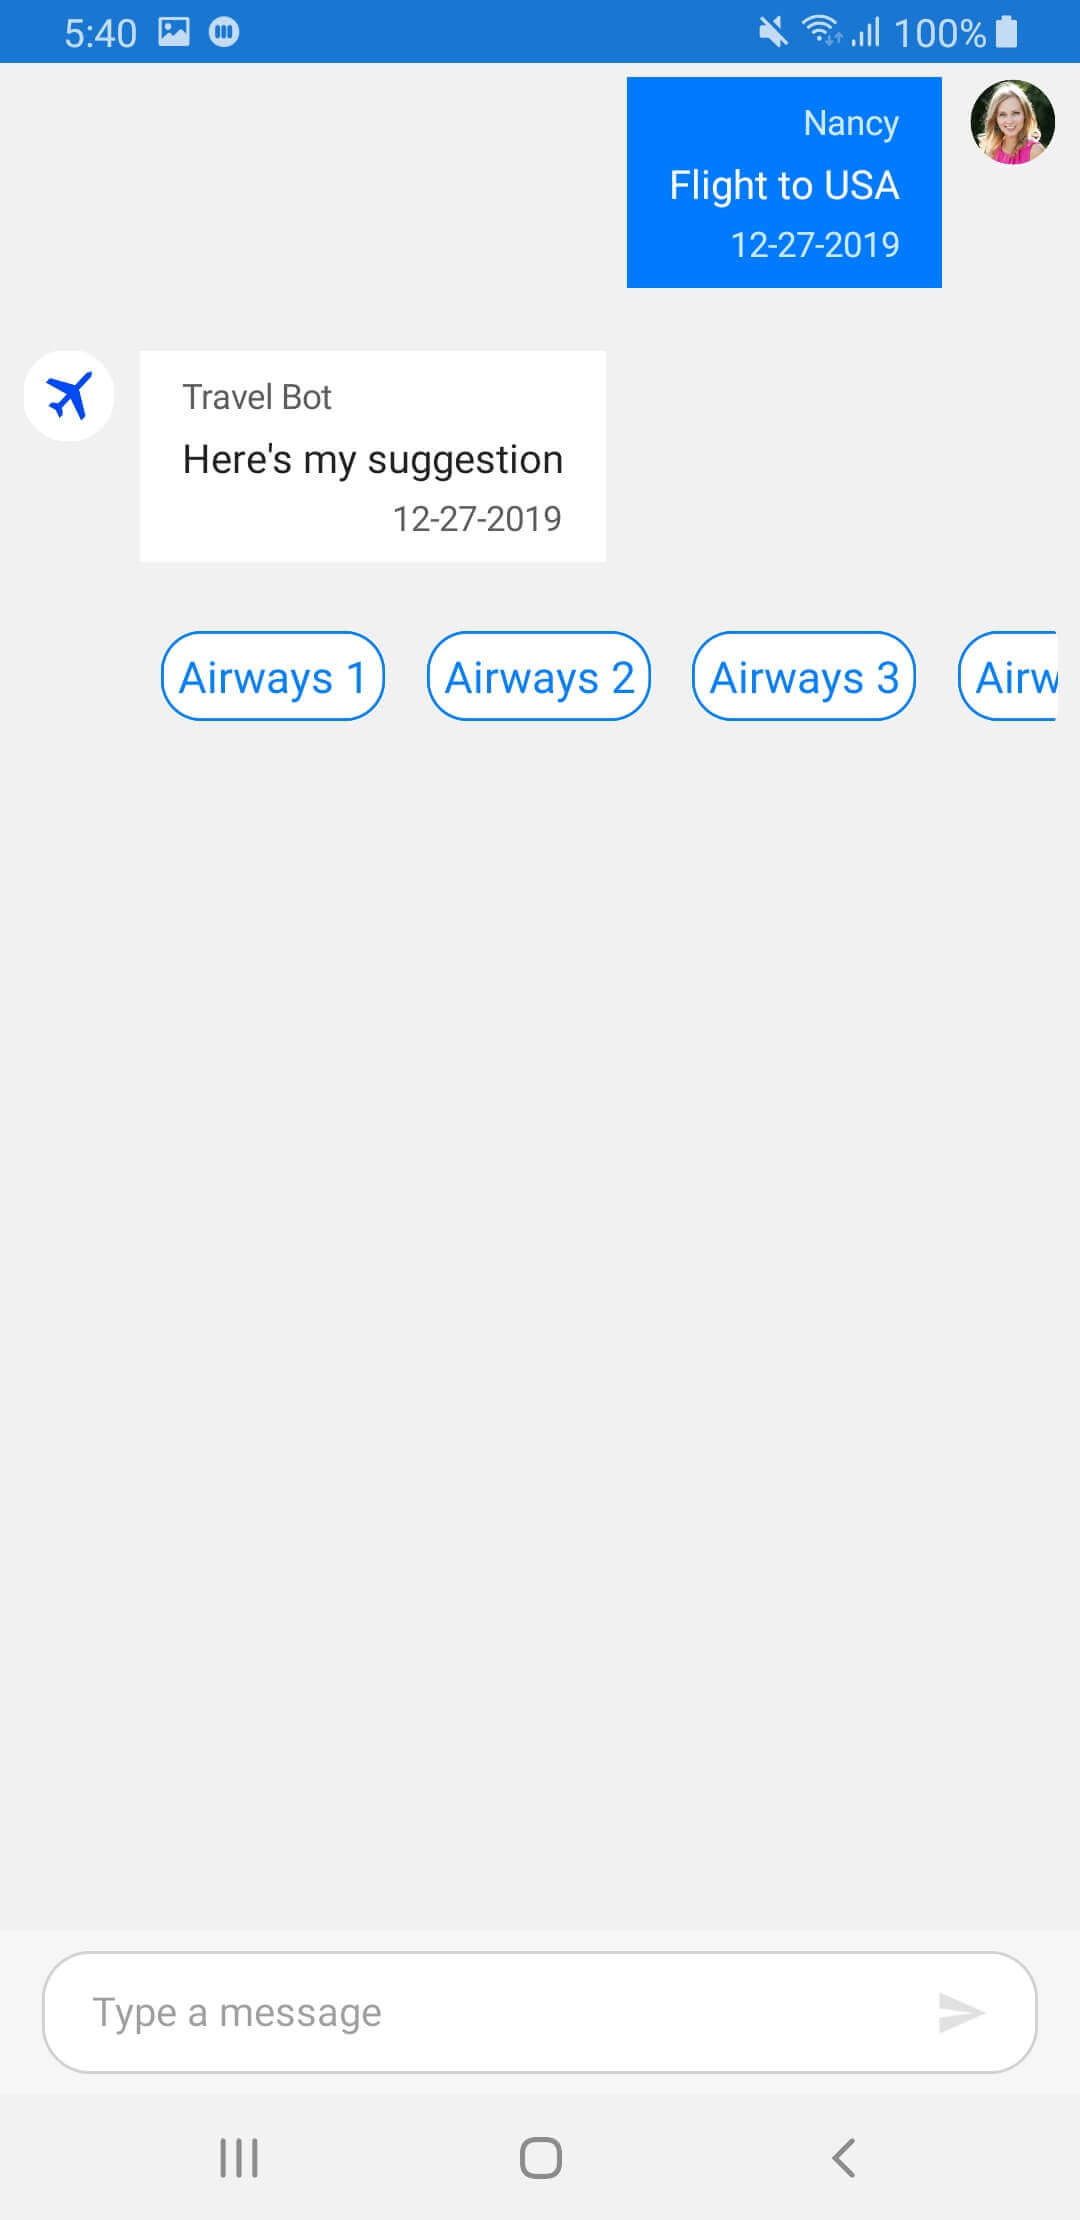 5:40 100%
Nancy
Flight to USA
12-27-2019
Travel Bot
Here's my suggestion
12-27-2019
Airways 1 Airways 2 Airways 3 Airw
Type a message